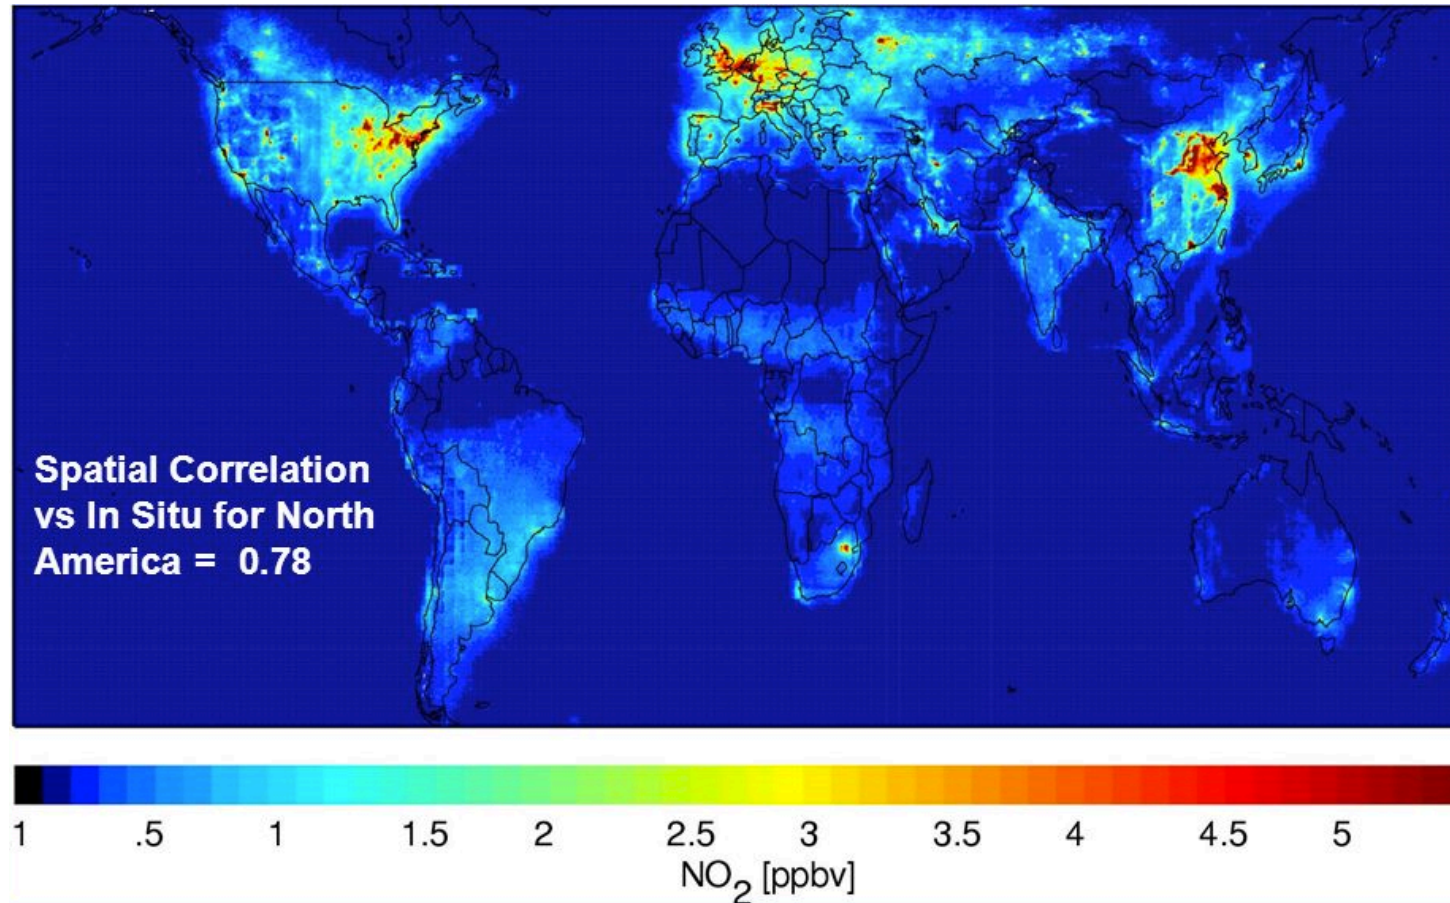 Spatial Correlation
vs In Situ for North
America = 0.78
1 .5 1 1.5 2 2.5 3 3.5 4 4.5 5
NO2 [ppbv]